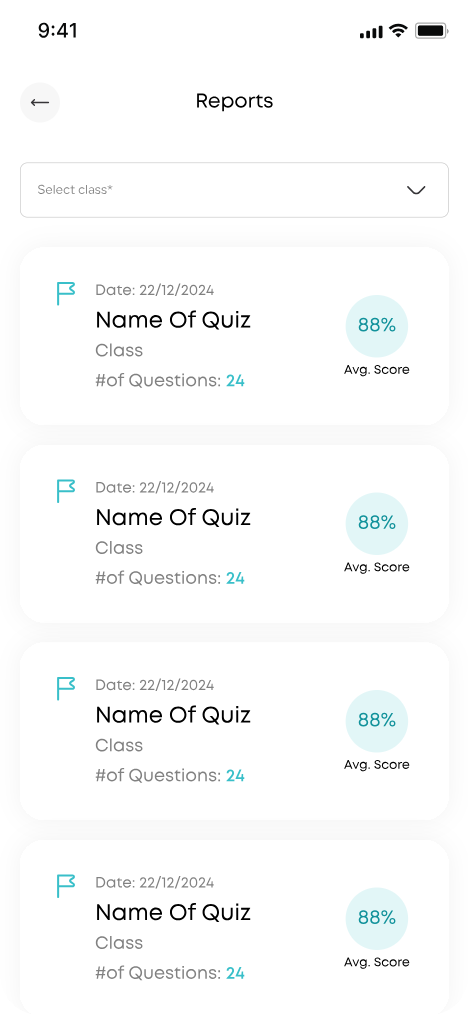 9:41
Reports
Select class*
Date: 22/12/2024
Name Of Quiz
Class
#of Questions: 24
88%
Avg. Score
Date: 22/12/2024
Name Of Quiz
Class
#of Questions: 24
88%
Avg. Score
Date: 22/12/2024
Name Of Quiz
Class
#of Questions: 24
88%
Avg. Score
Date: 22/12/2024
Name Of Quiz
Class
#of Questions: 24
88%
Avg. Score